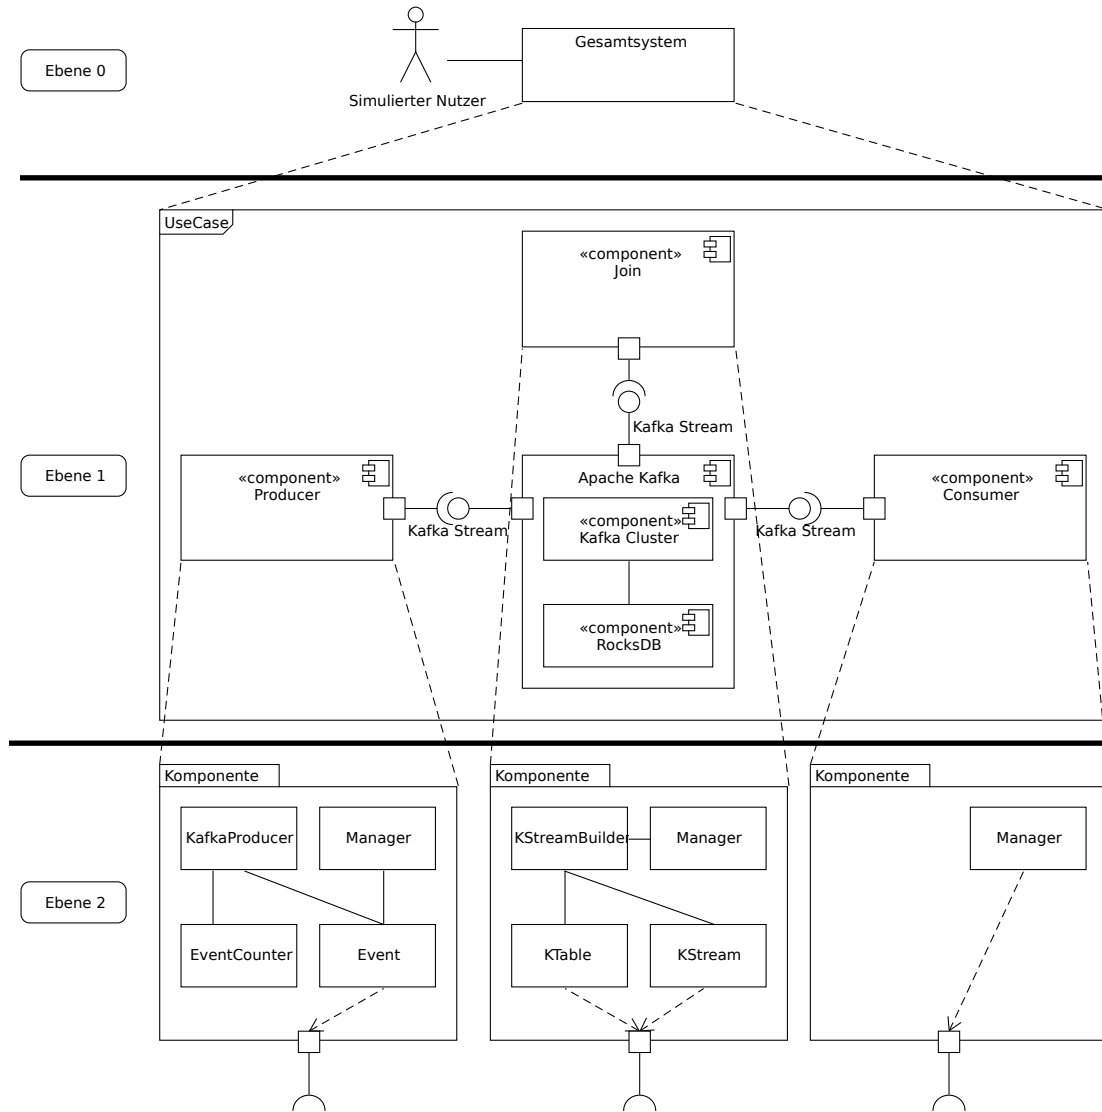 Gesamtsystem
Ebene 0
Simulierter Nutzer
UseCase
«component»
Join
Kafka Stream
Ebene 1
«component»
Producer
Apache Kafka
«component»
Consumer
Kafka Stream
«component»
Kafka Cluster
Kafka Stream
«component»
RocksDB
Komponente
Komponente
Komponente
KafkaProducer
Manager
KStreamBuilder
Manager
Manager
Ebene 2
EventCounter
Event
KTable
KStream